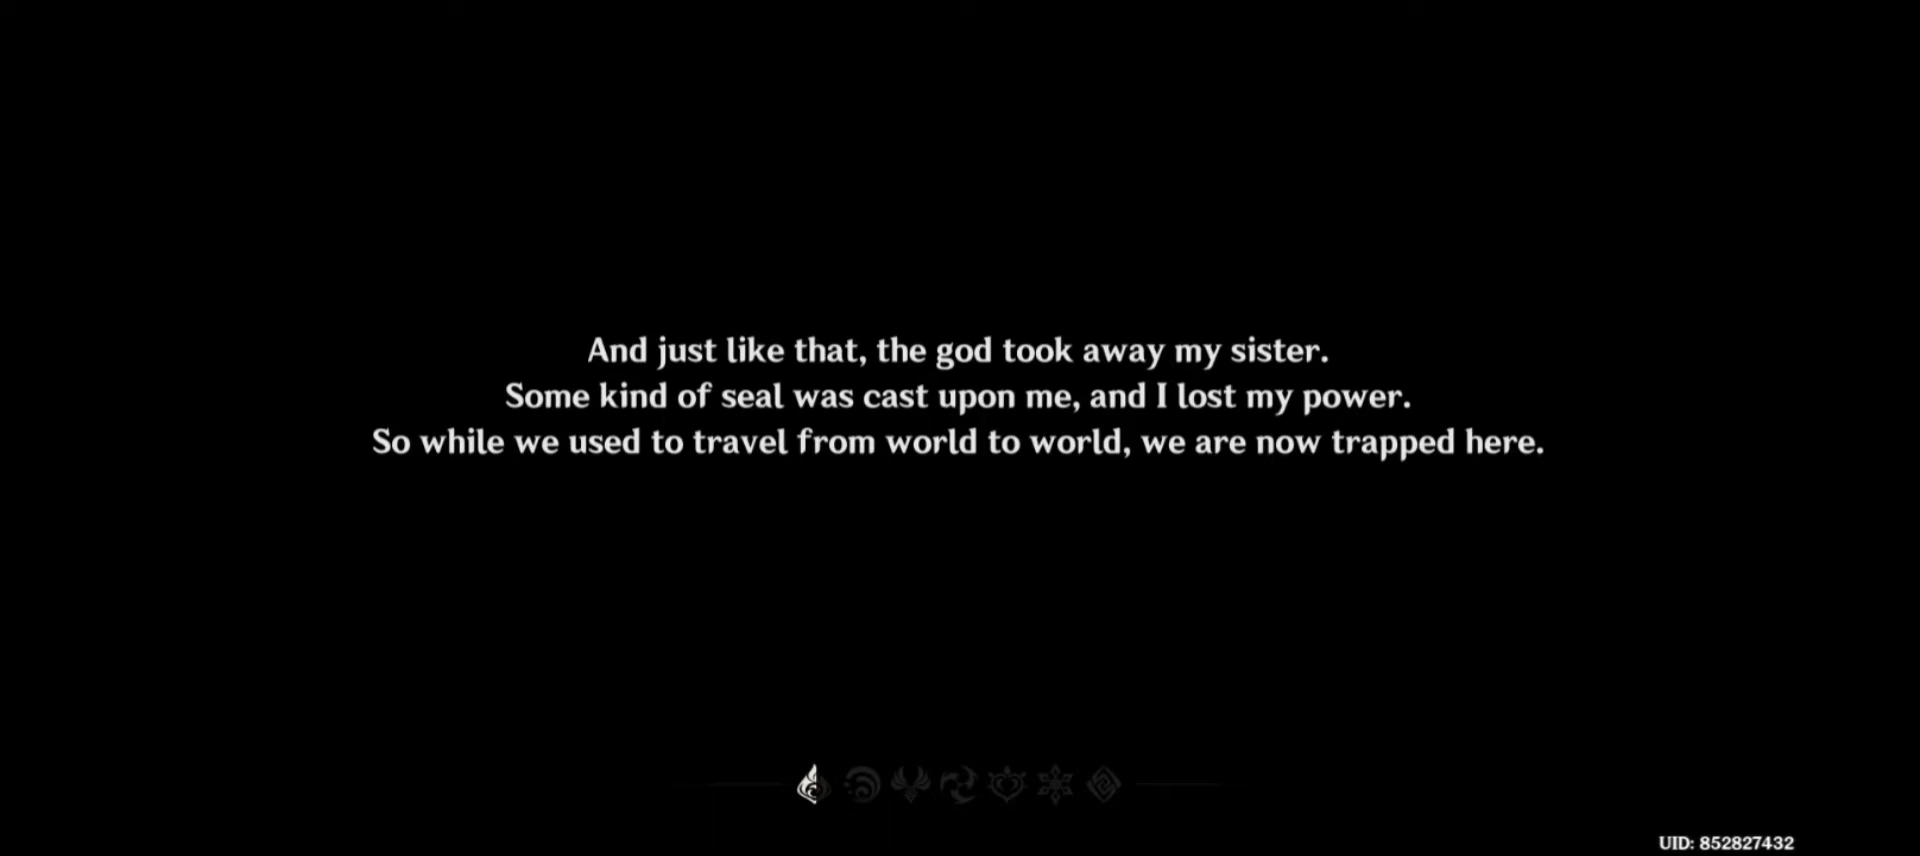 And just like that, the god took away my sister.
Some kind of seal was cast upon me, and I lost my power.
So while we used to travel from world to world, we are now trapped here.
UID: 852827432